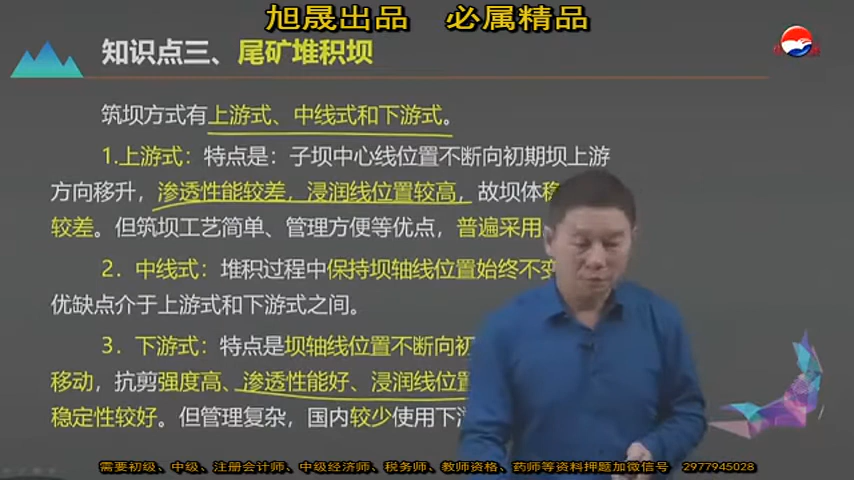 旭晟出品 必属精品
知识点三、尾矿堆积坝
筑坝方式有上游式、中线式和下游式。
1.上游式：特点是：子坝中心线位置不断向初期坝上游
方向移升，渗透性能较差，浸润线位置较高，故坝体
较差。但筑坝工艺简单、管理方便等优点，普遍采用
2．中线式：堆积过程中保持坝轴线位置始终不变
优缺点介于上游式和下游式之间。
3．下游式：特点是坝轴线位置不断向初
移动，抗剪强度高、渗透性能好、浸润线位置
稳定性较好。但管理复杂，国内较少使用下游
需要初级、中级、注册会计师、中级经济师、税务师、教师资格、药师等资料押题加微信号 2977945028